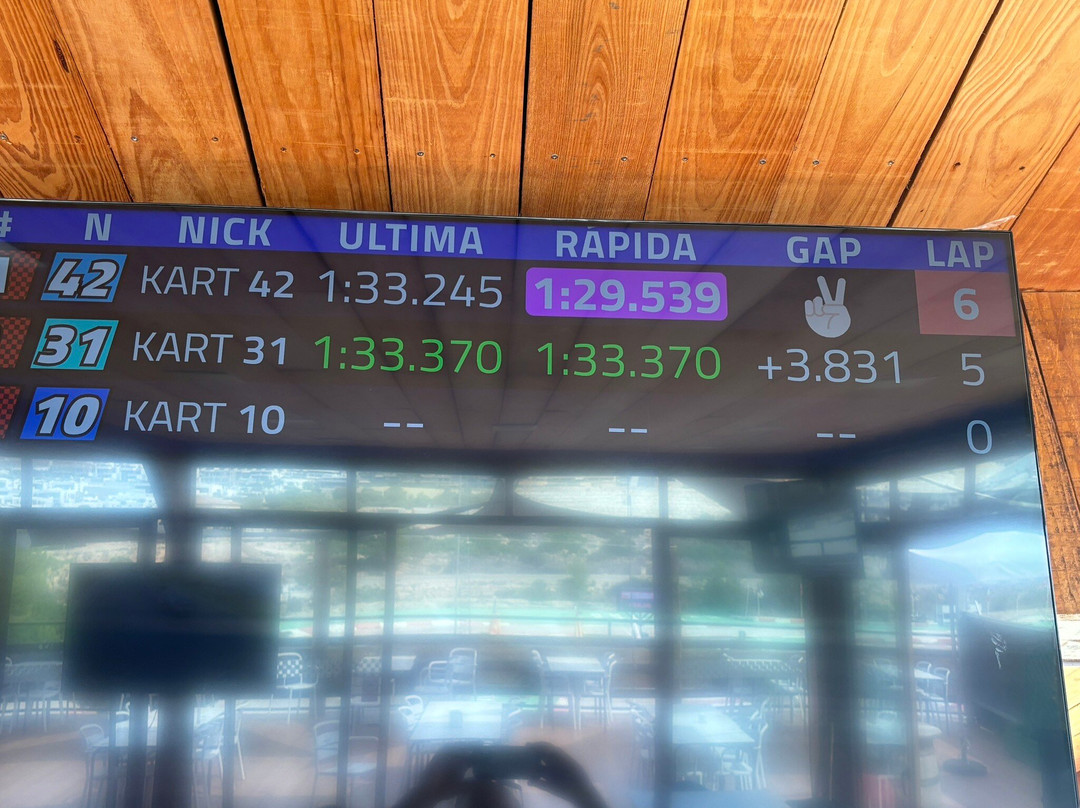 # N NICK ULTIMA RÁPIDA GAP LAP
42 KART 42 1:33.245 1:29.539 6
31 KART 31 1:33.370 1:33.370 +3.831 5
10 KART 10 -- -- -- 0